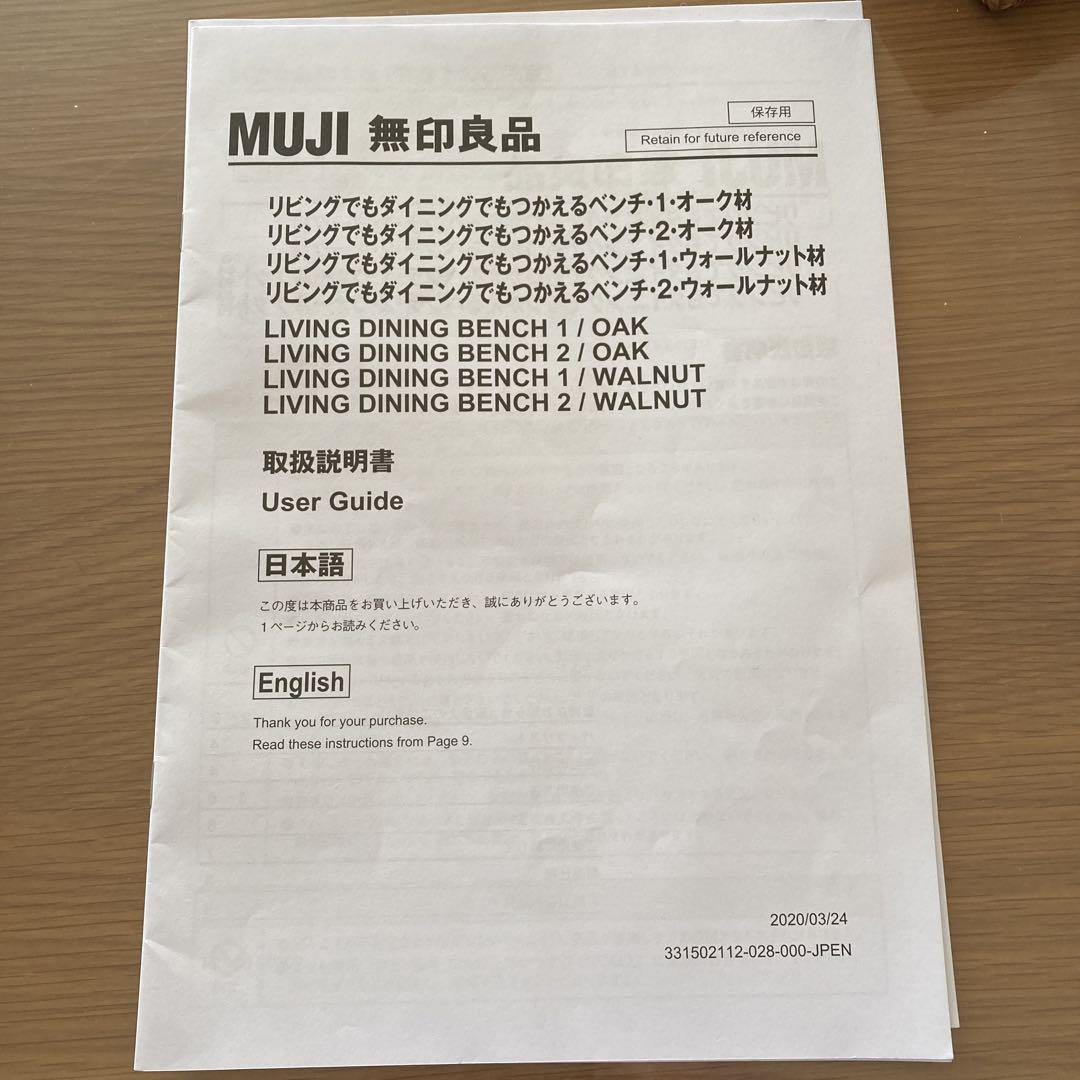 MUJI 無印良品
保存用
Retain for future reference
リビングでもダイニングでもつかえるベンチ・1・オーク材
リビングでもダイニングでもつかえるベンチ・2・オーク材
リビングでもダイニングでもつかえるベンチ・1・ウォールナット材
リビングでもダイニングでもつかえるベンチ・2・ウォールナット材
LIVING DINING BENCH 1 / OAK
LIVING DINING BENCH 2 / OAK
LIVING DINING BENCH 1 / WALNUT
LIVING DINING BENCH 2 / WALNUT
取扱説明書
User Guide
日本語
この度は本商品をお買い上げいただき、誠にありがとうございます。
1ページからお読みください。
English
Thank you for your purchase.
Read these instructions from Page 9.
2020/03/24
331502112-028-000-JPEN